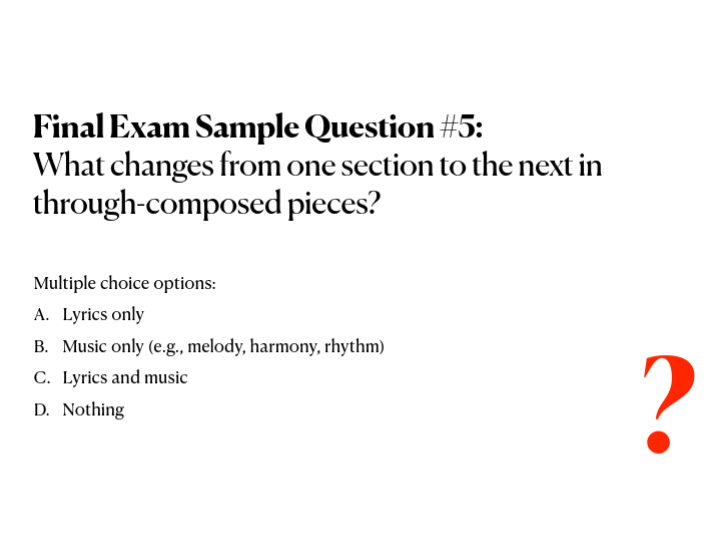 Final Exam Sample Question #5:
What changes from one section to the next in
through-composed pieces?
Multiple choice options:
A. Lyrics only
B. Music only (e.g., melody, harmony, rhythm)
C. Lyrics and music
D. Nothing
?